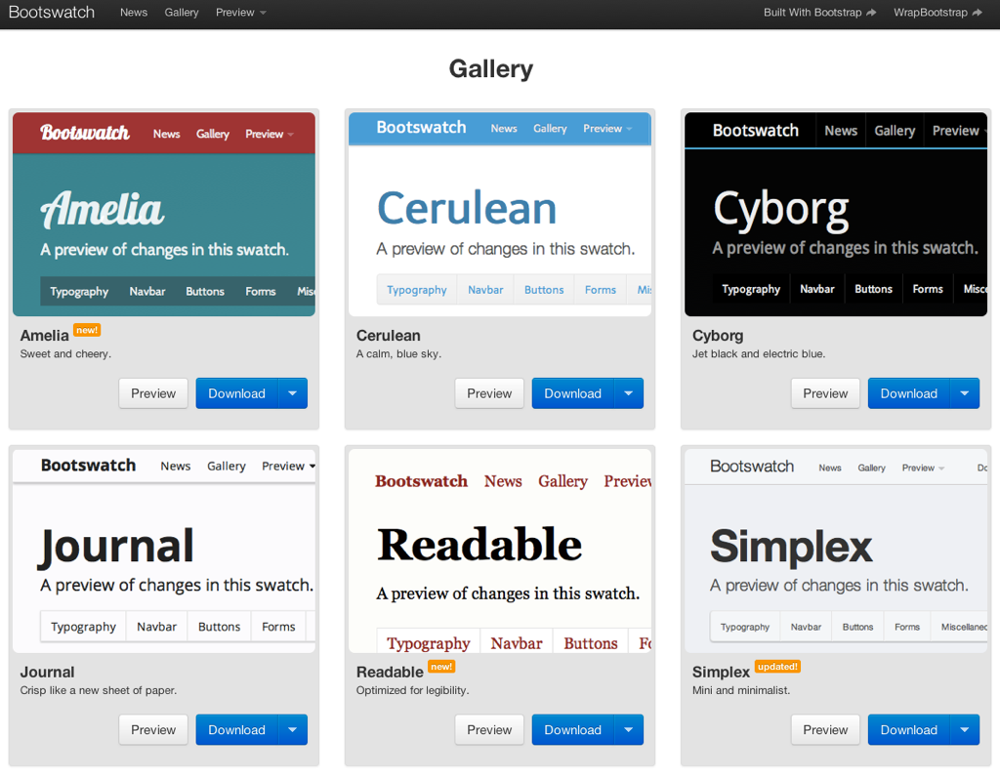 Bootswatch News Gallery Preview Built With Bootstrap WrapBootstrap
Gallery
Bootswatch News Gallery Preview
Amelia
A preview of changes in this swatch.
Typography Navbar Buttons Forms Misc
Amelia new!
Sweet and cheery.
Preview Download
Bootswatch News Gallery Preview
Cerulean
A preview of changes in this swatch.
Typography Navbar Buttons Forms Mi
Cerulean
A calm, blue sky.
Preview Download
Bootswatch News Gallery Preview
Cyborg
A preview of changes in this swatch.
Typography Navbar Buttons Forms Misc
Cyborg
Jet black and electric blue.
Preview Download
Bootswatch News Gallery Preview
Journal
A preview of changes in this swatch.
Typography Navbar Buttons Forms
Journal
Crisp like a new sheet of paper.
Preview Download
Bootswatch News Gallery Preview
Readable
A preview of changes in this swatch.
Typography Navbar Buttons Fo
Readable new!
Optimized for legibility.
Preview Download
Bootswatch News Gallery Preview Do
Simplex
A preview of changes in this swatch.
Typography Navbar Buttons Forms Miscellaneo
Simplex updated!
Mini and minimalist.
Preview Download